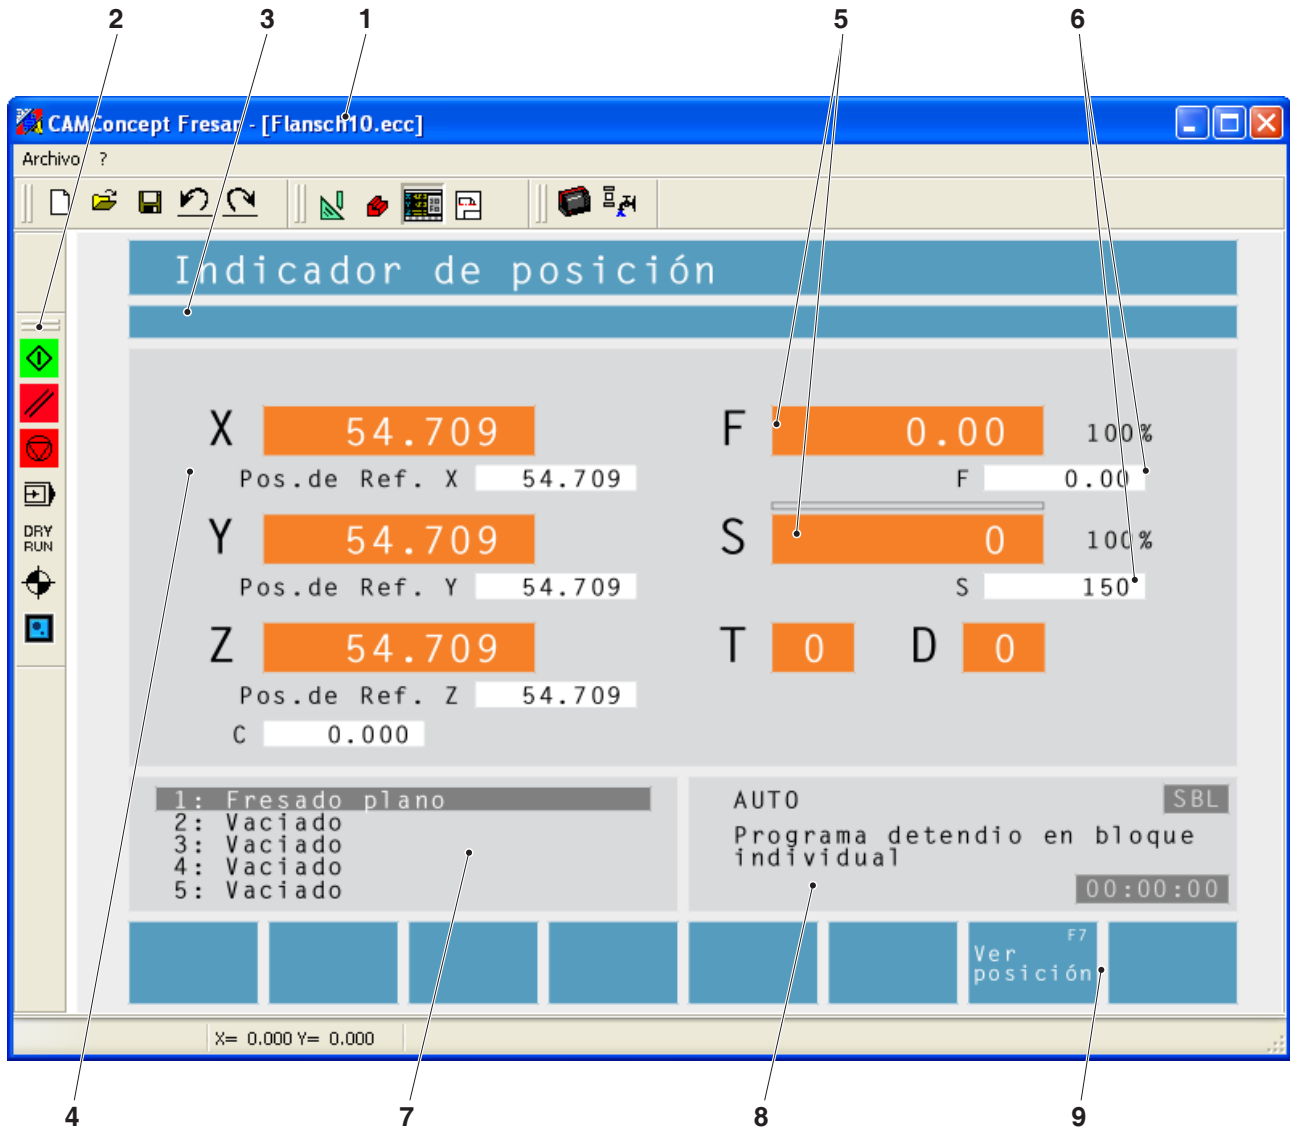 2 3 1 5 6
CAMConcept Fresar - [Flansch10.ecc]
Archivo ?
Indicador de posición
X 54.709 F 0.00 100%
Pos.de Ref. X 54.709 F 0.00
DRY
RUN
Y 54.709 S 0 100%
Pos.de Ref. Y 54.709 S 150
Z 54.709 T 0 D 0
Pos.de Ref. Z 54.709
C 0.000
1: Fresado plano
2: Vaciado
3: Vaciado
4: Vaciado
5: Vaciado
AUTO SBL
Programa detendio en bloque
individual
00:00:00
F7
Ver
posición
X= 0.000 Y= 0.000
4 7 8 9